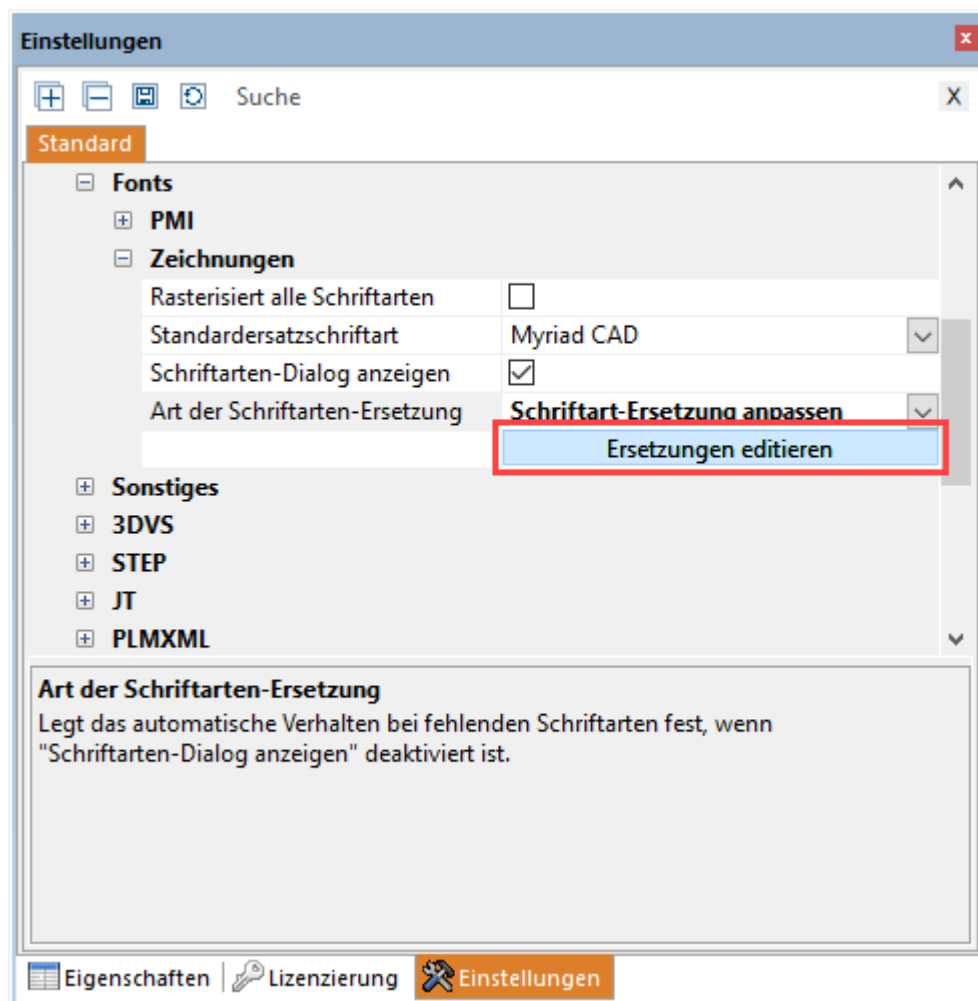 Einstellungen
x
Suche
X
Standard
Fonts
PMI
Zeichnungen
Rasterisiert alle Schriftarten
Standardersatzschriftart Myriad CAD
Schriftarten-Dialog anzeigen
Art der Schriftarten-Ersetzung Schriftart-Ersetzung anpassen
Ersetzungen editieren
Sonstiges
3DVS
STEP
JT
PLMXML
Art der Schriftarten-Ersetzung
Legt das automatische Verhalten bei fehlenden Schriftarten fest, wenn
"Schriftarten-Dialog anzeigen" deaktiviert ist.
Eigenschaften Lizenzierung Einstellungen